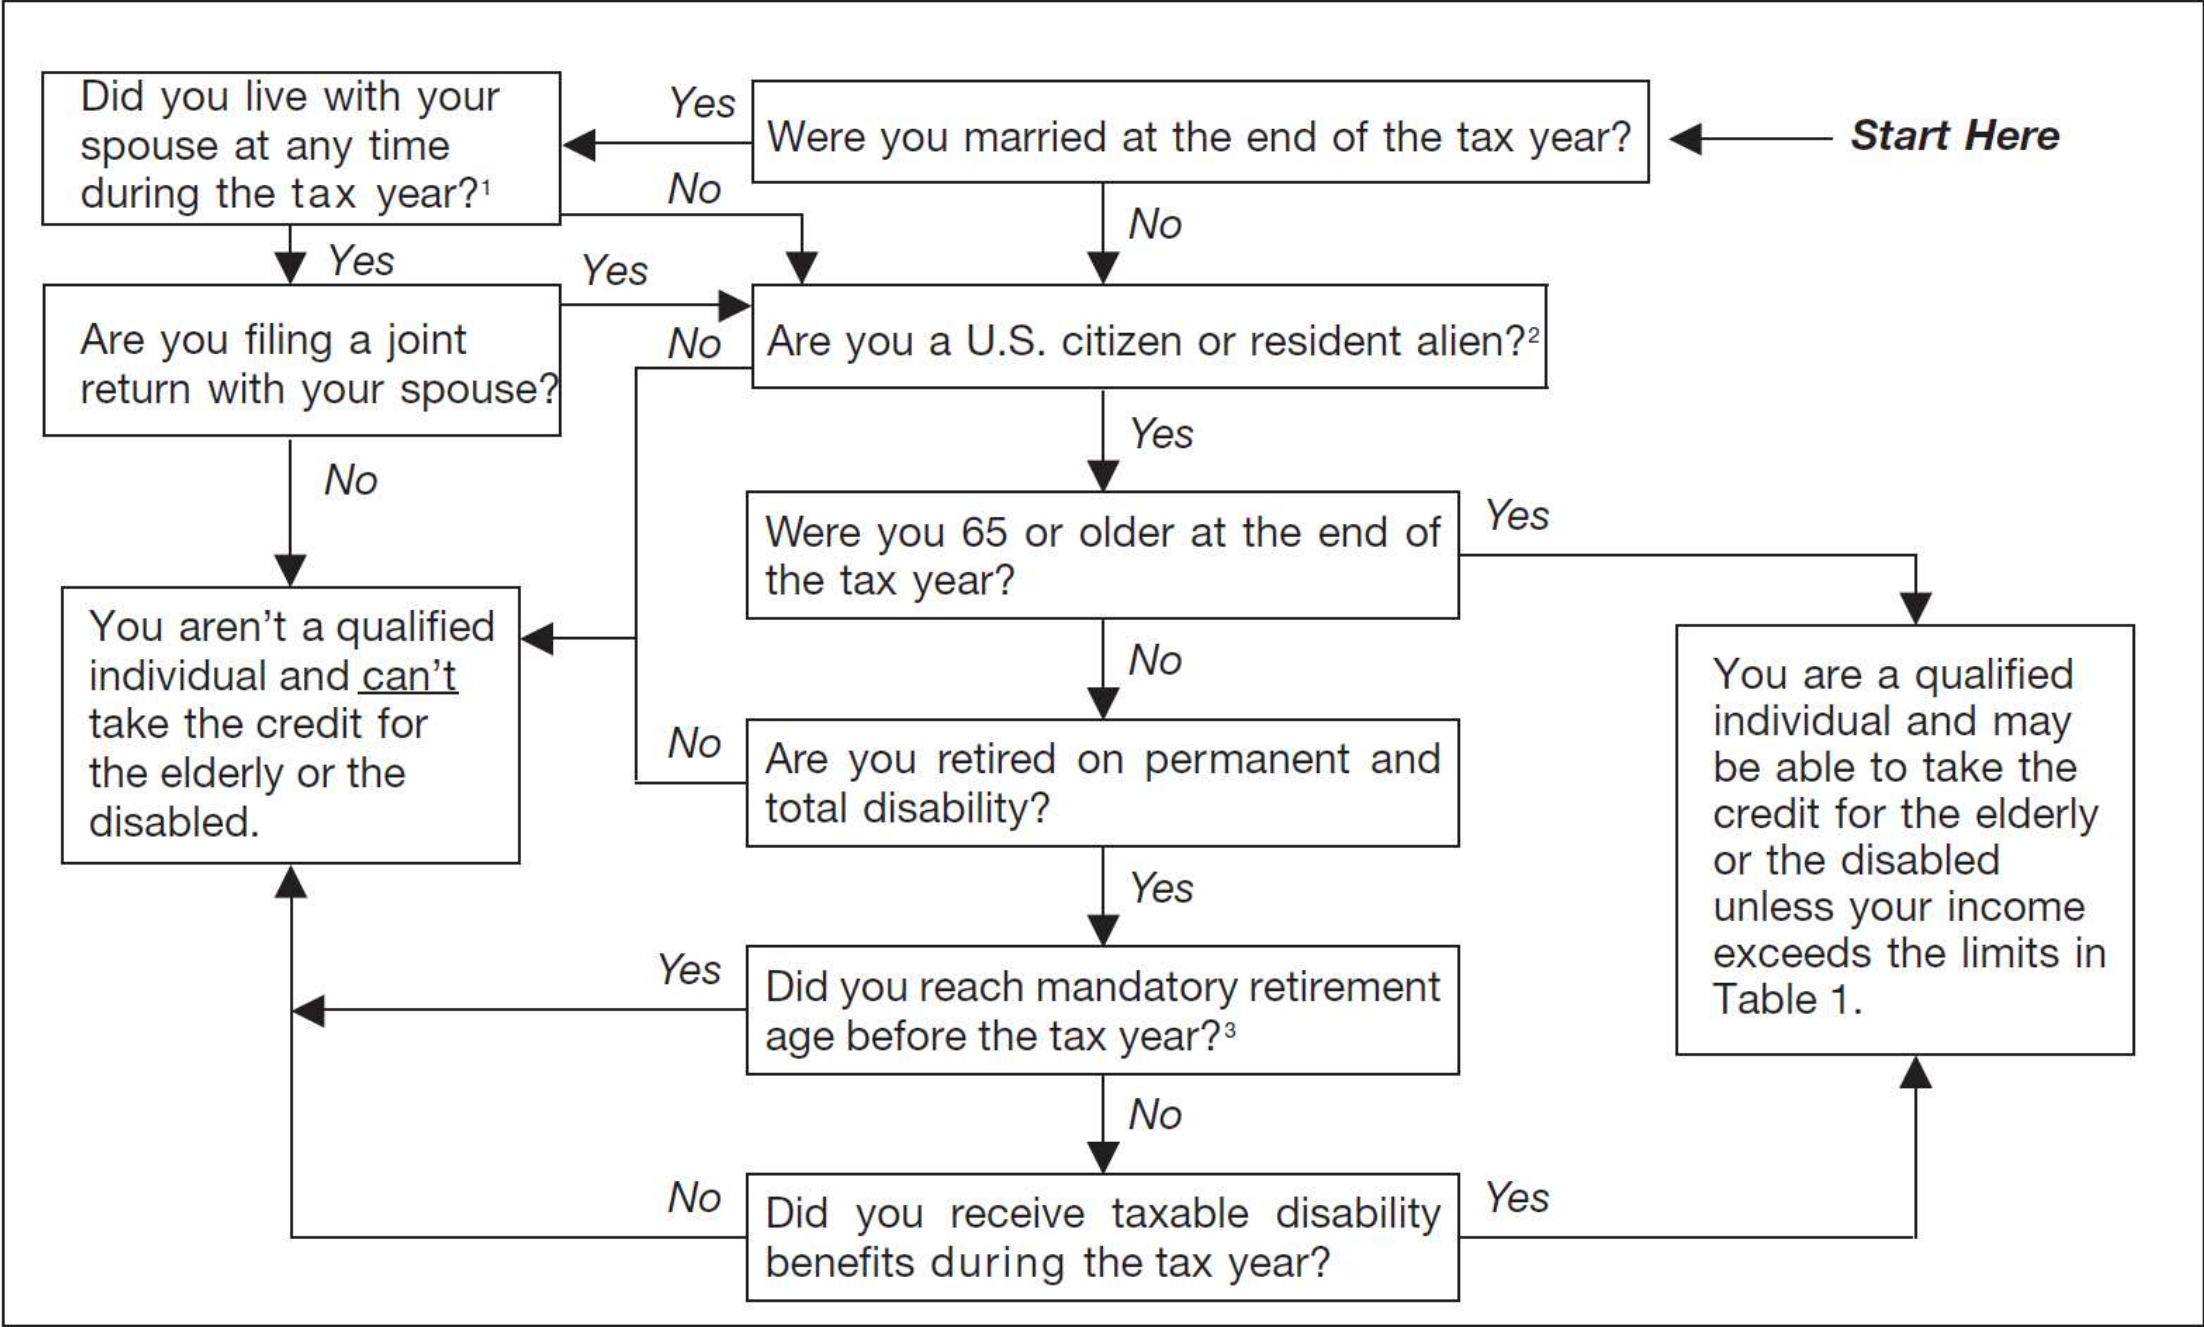 Start Here
Were you married at the end of the tax year?
Yes
No
Did you live with your
spouse at any time
during the tax year?¹
No
Yes
Are you filing a joint
return with your spouse?
Yes
No
Are you a U.S. citizen or resident alien?²
No
Yes
Were you 65 or older at the end of
the tax year?
Yes
No
You aren’t a qualified
individual and can’t
take the credit for
the elderly or the
disabled.
Are you retired on permanent and
total disability?
No
Yes
You are a qualified
individual and may
be able to take the
credit for the elderly
or the disabled
unless your income
exceeds the limits in
Table 1.
Did you reach mandatory retirement
age before the tax year?³
Yes
No
Did you receive taxable disability
benefits during the tax year?
No
Yes